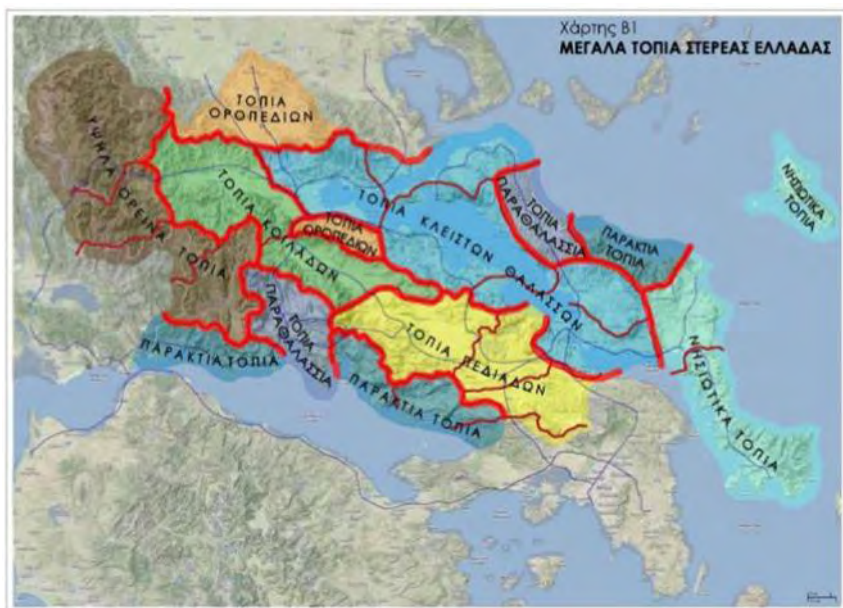 Χάρτης Β1
ΜΕΓΑΛΑ ΤΟΠΙΑ ΣΤΕΡΕΑΣ ΕΛΛΑΔΑΣ
ΤΟΠΙΑ
ΟΡΟΠΕΔΙΩΝ
ΥΨΗΛΑ ΟΡΕΙΝΑ ΤΟΠΙΑ
ΤΟΠΙΑ ΚΟΙΛΑΔΩΝ
ΤΟΠΙΑ
ΟΡΟΠΕΔΙΩΝ
ΤΟΠΙΑ ΚΛΕΙΣΤΩΝ ΘΑΛΑΣΣΩΝ
ΤΟΠΙΑ
ΠΑΡΑΘΑΛΑΣΣΙΑ
ΠΑΡΑΚΤΙΑ
ΤΟΠΙΑ
ΝΗΣΙΩΤΙΚΑ
ΤΟΠΙΑ
ΤΟΠΙΑ
ΠΑΡΑΘΑΛΑΣΣΙΑ
ΠΑΡΑΚΤΙΑ ΤΟΠΙΑ
ΤΟΠΙΑ ΠΕΔΙΑΔΩΝ
ΠΑΡΑΚΤΙΑ ΤΟΠΙΑ
ΝΗΣΙΩΤΙΚΑ ΤΟΠΙΑ